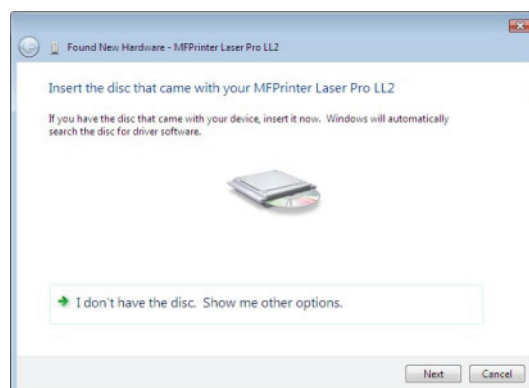 Found New Hardware - MFPrinter Laser Pro LL2
Insert the disc that came with your MFPrinter Laser Pro LL2
If you have the disc that came with your device, insert it now. Windows will automatically
search the disc for driver software.
I don't have the disc. Show me other options.
Next Cancel